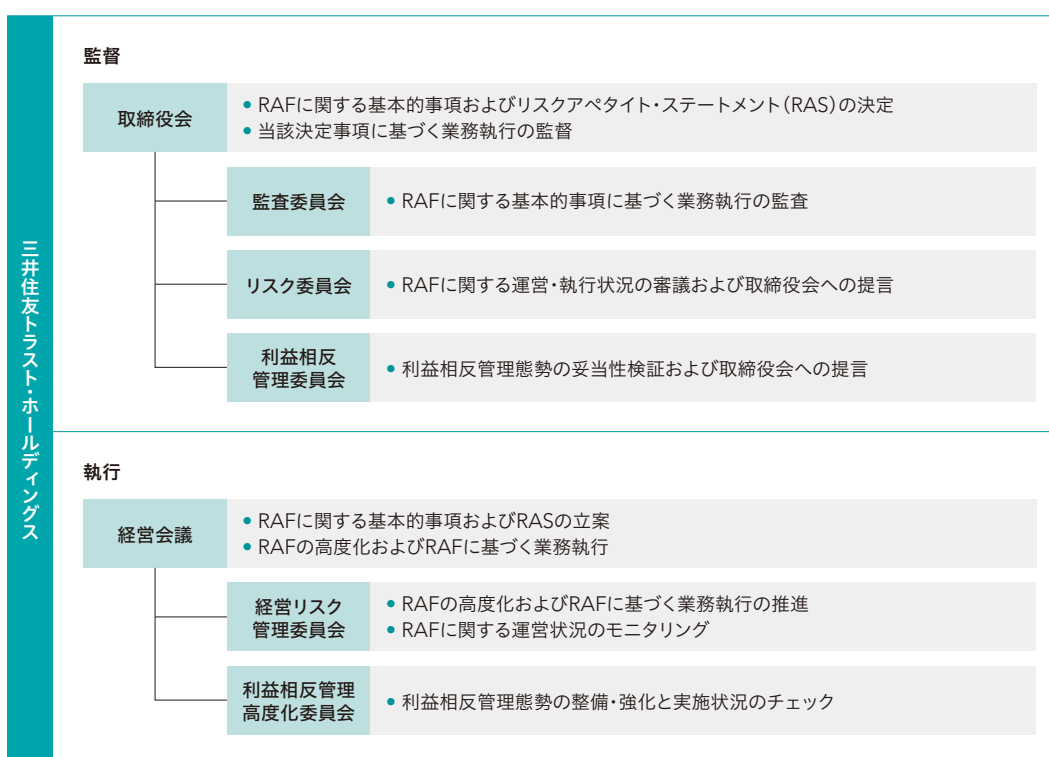 三井住友トラスト・ホールディングス
監督
取締役会
• RAFに関する基本的事項およびリスクアペタイト・ステートメント（RAS）の決定
• 当該決定事項に基づく業務執行の監督
監査委員会
• RAFに関する基本的事項に基づく業務執行の監査
リスク委員会
• RAFに関する運営・執行状況の審議および取締役会への提言
利益相反
管理委員会
• 利益相反管理態勢の妥当性検証および取締役会への提言
執行
経営会議
• RAFに関する基本的事項およびRASの立案
• RAFの高度化およびRAFに基づく業務執行
経営リスク
管理委員会
• RAFの高度化およびRAFに基づく業務執行の推進
• RAFに関する運営状況のモニタリング
利益相反管理
高度化委員会
• 利益相反管理態勢の整備・強化と実施状況のチェック